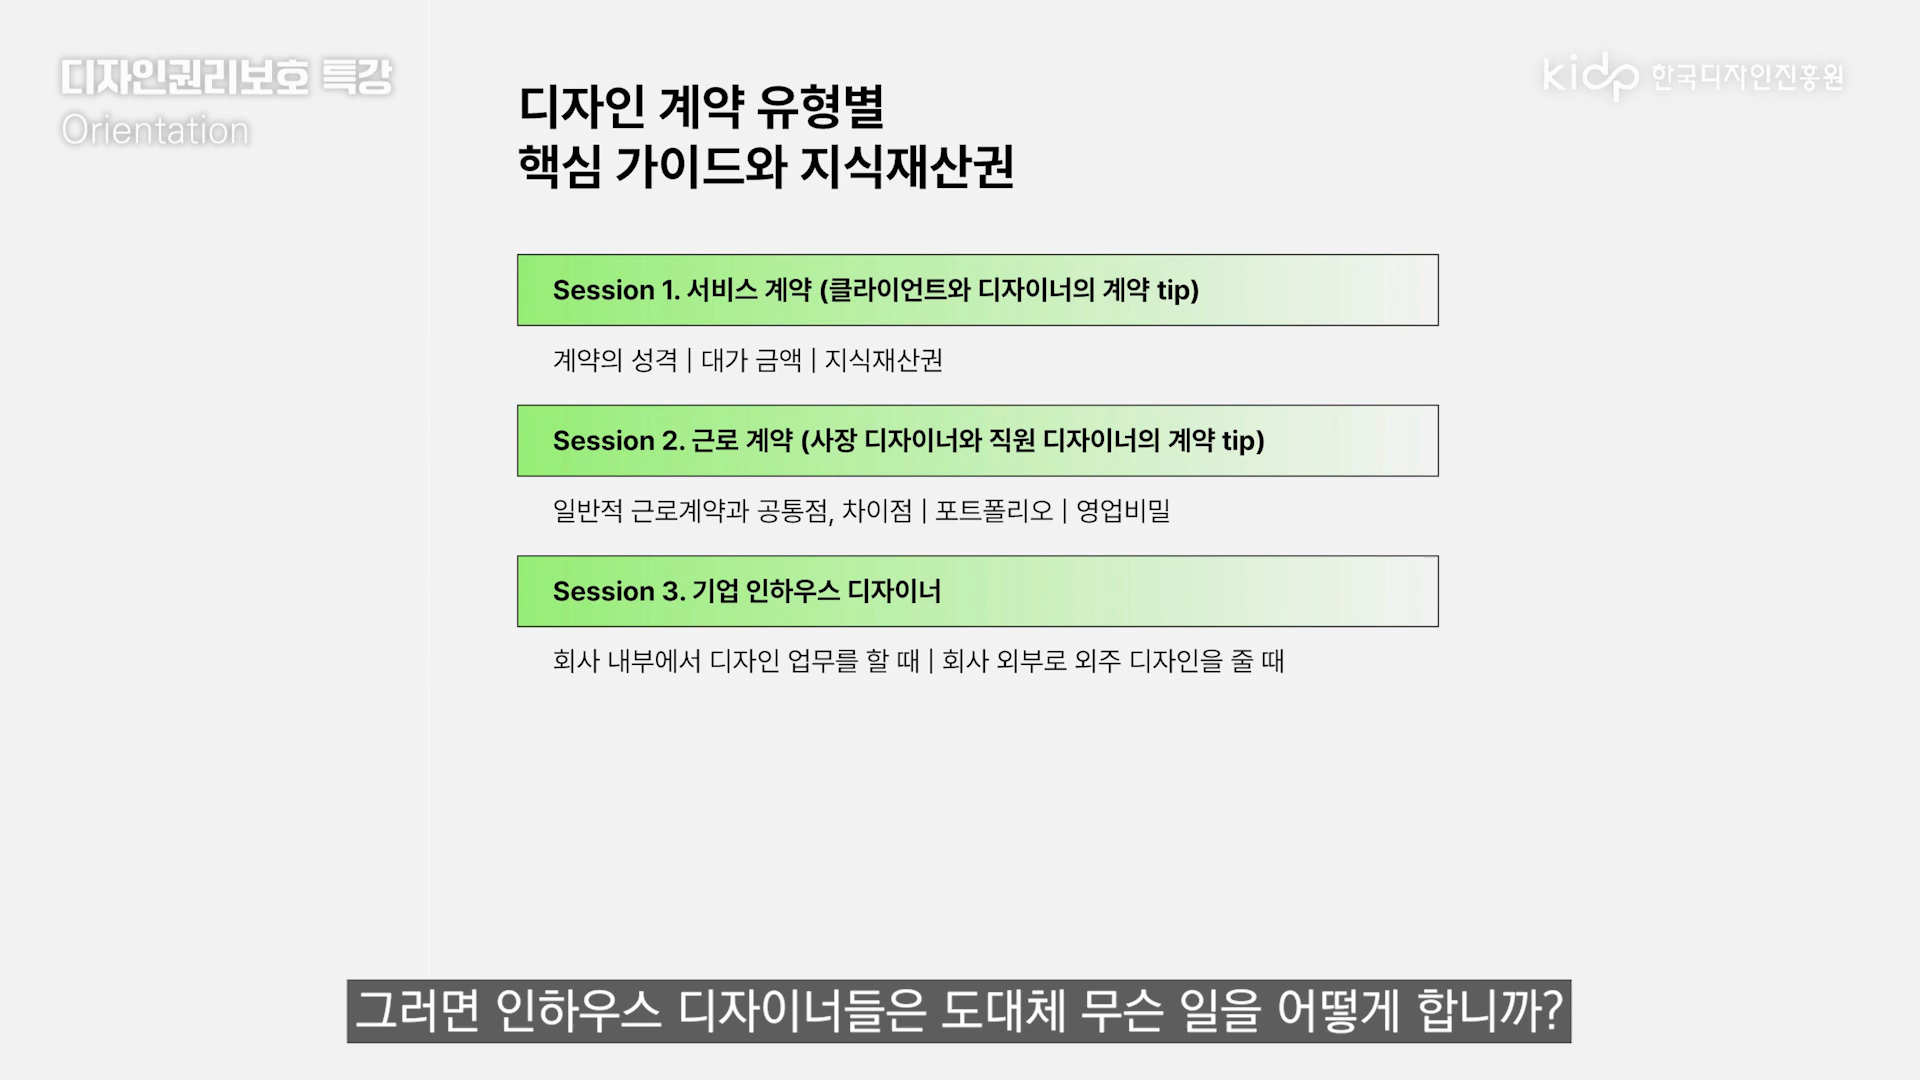 디자인권리보호 특강
Orientation
kidp 한국디자인진흥원
디자인 계약 유형별
핵심 가이드와 지식재산권
Session 1. 서비스 계약 (클라이언트와 디자이너의 계약 tip)
계약의 성격 | 대가 금액 | 지식재산권
Session 2. 근로 계약 (사장 디자이너와 직원 디자이너의 계약 tip)
일반적 근로계약과 공통점, 차이점 | 포트폴리오 | 영업비밀
Session 3. 기업 인하우스 디자이너
회사 내부에서 디자인 업무를 할 때 | 회사 외부로 외주 디자인을 줄 때
그러면 인하우스 디자이너들은 도대체 무슨 일을 어떻게 합니까?